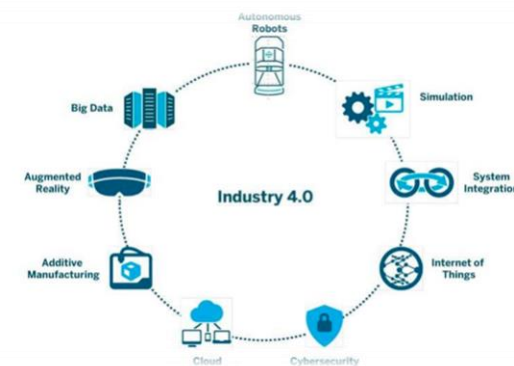 Autonomous
Robots
Simulation
System
Integration
Internet of
Things
Cybersecurity
Cloud
Additive
Manufacturing
Augmented
Reality
Big Data
Industry 4.0